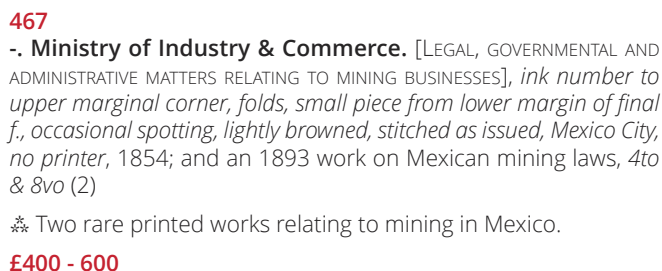 467
-. Ministry of Industry & Commerce. [Legal, governmental and
administrative matters relating to mining businesses], ink number to
upper marginal corner, folds, small piece from lower margin of final
f., occasional spotting, lightly browned, stitched as issued, Mexico City,
no printer, 1854; and an 1893 work on Mexican mining laws, 4to
& 8vo (2)
⁂ Two rare printed works relating to mining in Mexico.
£400 - 600